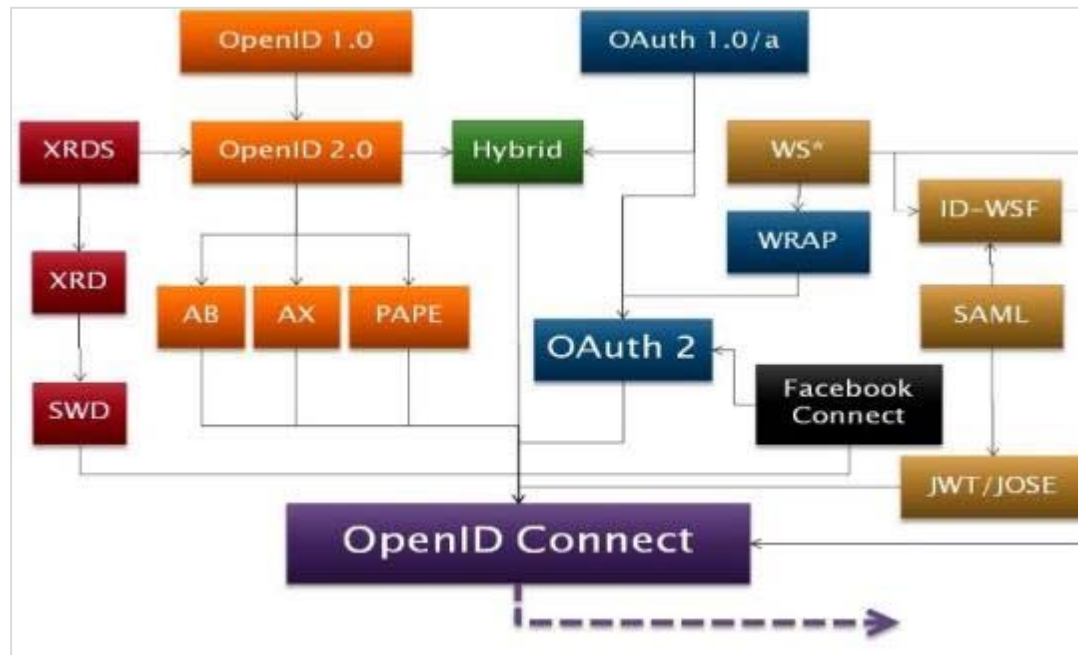 OpenID 1.0
OAuth 1.0/a
XRDS
OpenID 2.0
Hybrid
WS*
ID-WSF
WRAP
XRD
AB
AX
PAPE
SAML
OAuth 2
Facebook
Connect
SWD
JWT/JOSE
OpenID Connect